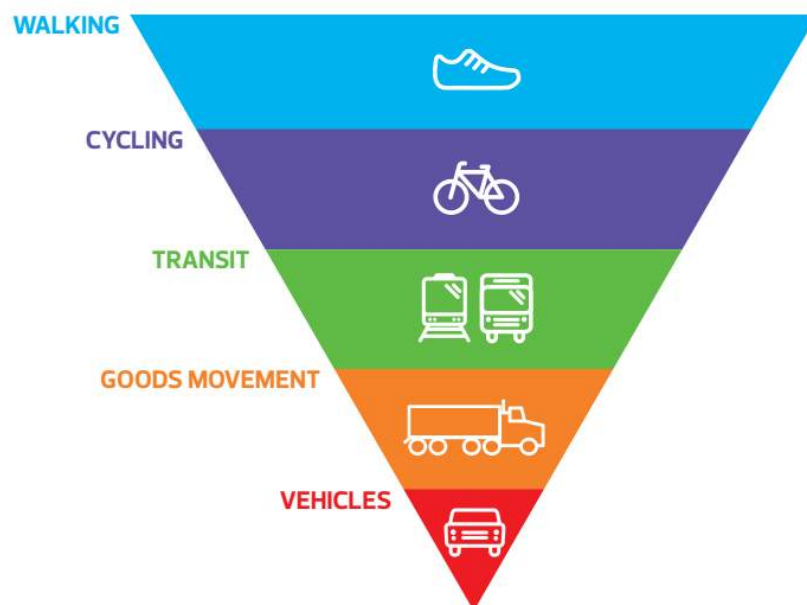 WALKING
CYCLING
TRANSIT
GOODS MOVEMENT
VEHICLES